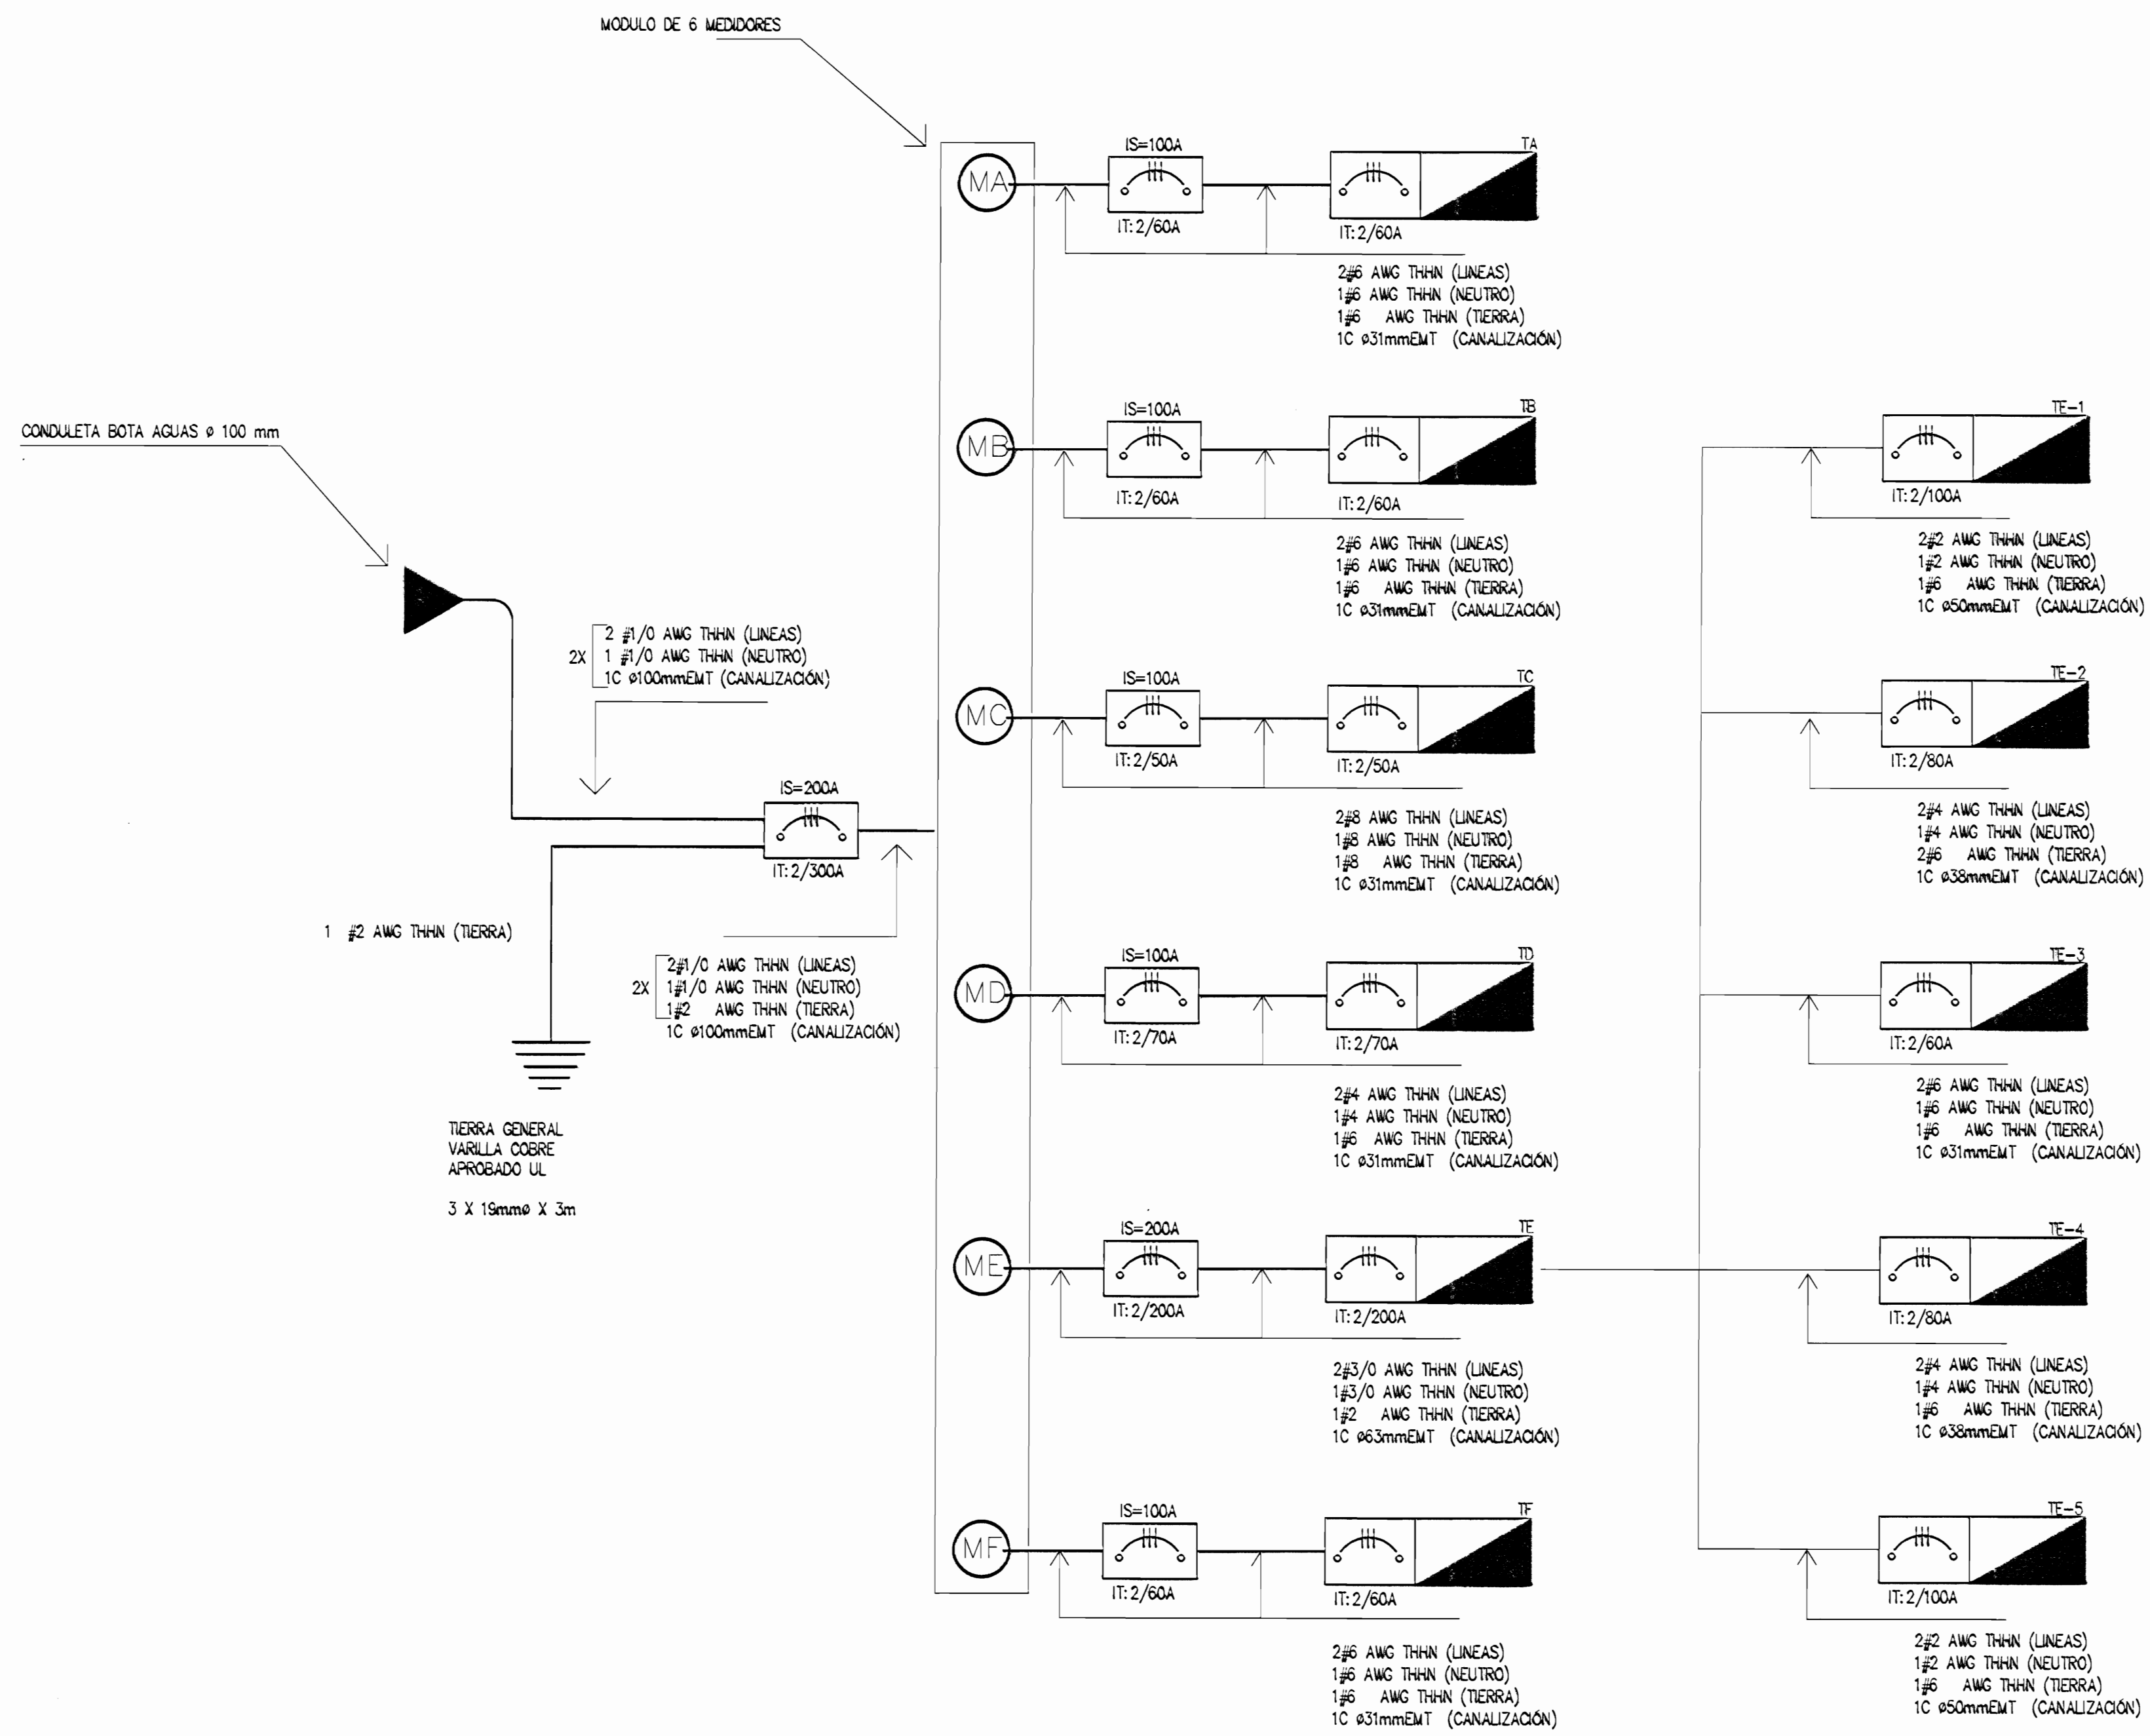 MODULO DE 6 MEDIDORES
CONDULETA BOTA AGUAS ø 100 mm
2X
2 #1/0 AWG THHN (LINEAS)
1 #1/0 AWG THHN (NEUTRO)
1C ø100mmEMT (CANALIZACIÓN)
IS=200A
IT: 2/300A
1 #2 AWG THHN (TIERRA)
2X
2#1/0 AWG THHN (LINEAS)
1#1/0 AWG THHN (NEUTRO)
1#2 AWG THHN (TIERRA)
1C ø100mmEMT (CANALIZACIÓN)
TIERRA GENERAL
VARILLA COBRE
APROBADO UL
3 X 19mmø X 3m
MA
IS=100A
IT: 2/60A
TA
IT: 2/60A
2#6 AWG THHN (LINEAS)
1#6 AWG THHN (NEUTRO)
1#6 AWG THHN (TIERRA)
1C ø31mmEMT (CANALIZACIÓN)
MB
IS=100A
IT: 2/60A
TB
IT: 2/60A
2#6 AWG THHN (LINEAS)
1#6 AWG THHN (NEUTRO)
1#6 AWG THHN (TIERRA)
1C ø31mmEMT (CANALIZACIÓN)
MC
IS=100A
IT: 2/50A
TC
IT: 2/50A
2#8 AWG THHN (LINEAS)
1#8 AWG THHN (NEUTRO)
1#8 AWG THHN (TIERRA)
1C ø31mmEMT (CANALIZACIÓN)
MD
IS=100A
IT: 2/70A
TD
IT: 2/70A
2#4 AWG THHN (LINEAS)
1#4 AWG THHN (NEUTRO)
1#6 AWG THHN (TIERRA)
1C ø31mmEMT (CANALIZACIÓN)
ME
IS=200A
IT: 2/200A
TE
IT: 2/200A
2#3/0 AWG THHN (LINEAS)
1#3/0 AWG THHN (NEUTRO)
1#2 AWG THHN (TIERRA)
1C ø63mmEMT (CANALIZACIÓN)
MF
IS=100A
IT: 2/60A
TF
IT: 2/60A
2#6 AWG THHN (LINEAS)
1#6 AWG THHN (NEUTRO)
1#6 AWG THHN (TIERRA)
1C ø31mmEMT (CANALIZACIÓN)
TE-1
IT: 2/100A
2#2 AWG THHN (LINEAS)
1#2 AWG THHN (NEUTRO)
1#6 AWG THHN (TIERRA)
1C ø50mmEMT (CANALIZACIÓN)
TE-2
IT: 2/80A
2#4 AWG THHN (LINEAS)
1#4 AWG THHN (NEUTRO)
2#6 AWG THHN (TIERRA)
1C ø38mmEMT (CANALIZACIÓN)
TE-3
IT: 2/60A
2#6 AWG THHN (LINEAS)
1#6 AWG THHN (NEUTRO)
1#6 AWG THHN (TIERRA)
1C ø31mmEMT (CANALIZACIÓN)
TE-4
IT: 2/80A
2#4 AWG THHN (LINEAS)
1#4 AWG THHN (NEUTRO)
1#6 AWG THHN (TIERRA)
1C ø38mmEMT (CANALIZACIÓN)
TE-5
IT: 2/100A
2#2 AWG THHN (LINEAS)
1#2 AWG THHN (NEUTRO)
1#6 AWG THHN (TIERRA)
1C ø50mmEMT (CANALIZACIÓN)